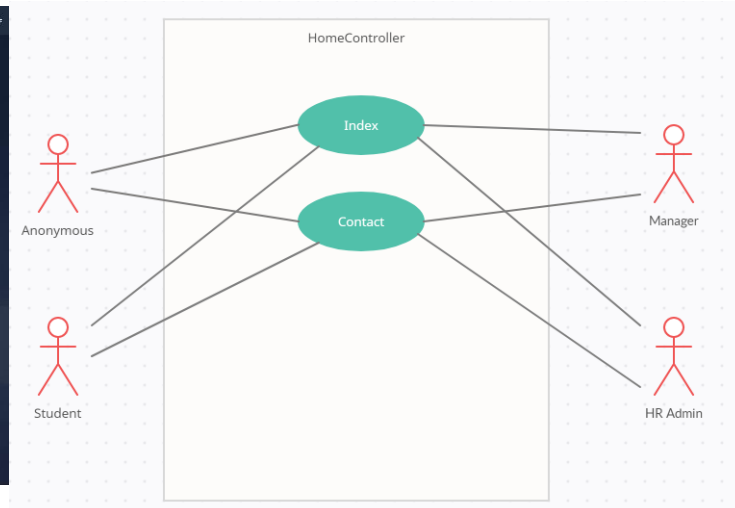 HomeController
Index
Contact
Anonymous
Manager
Student
HR Admin